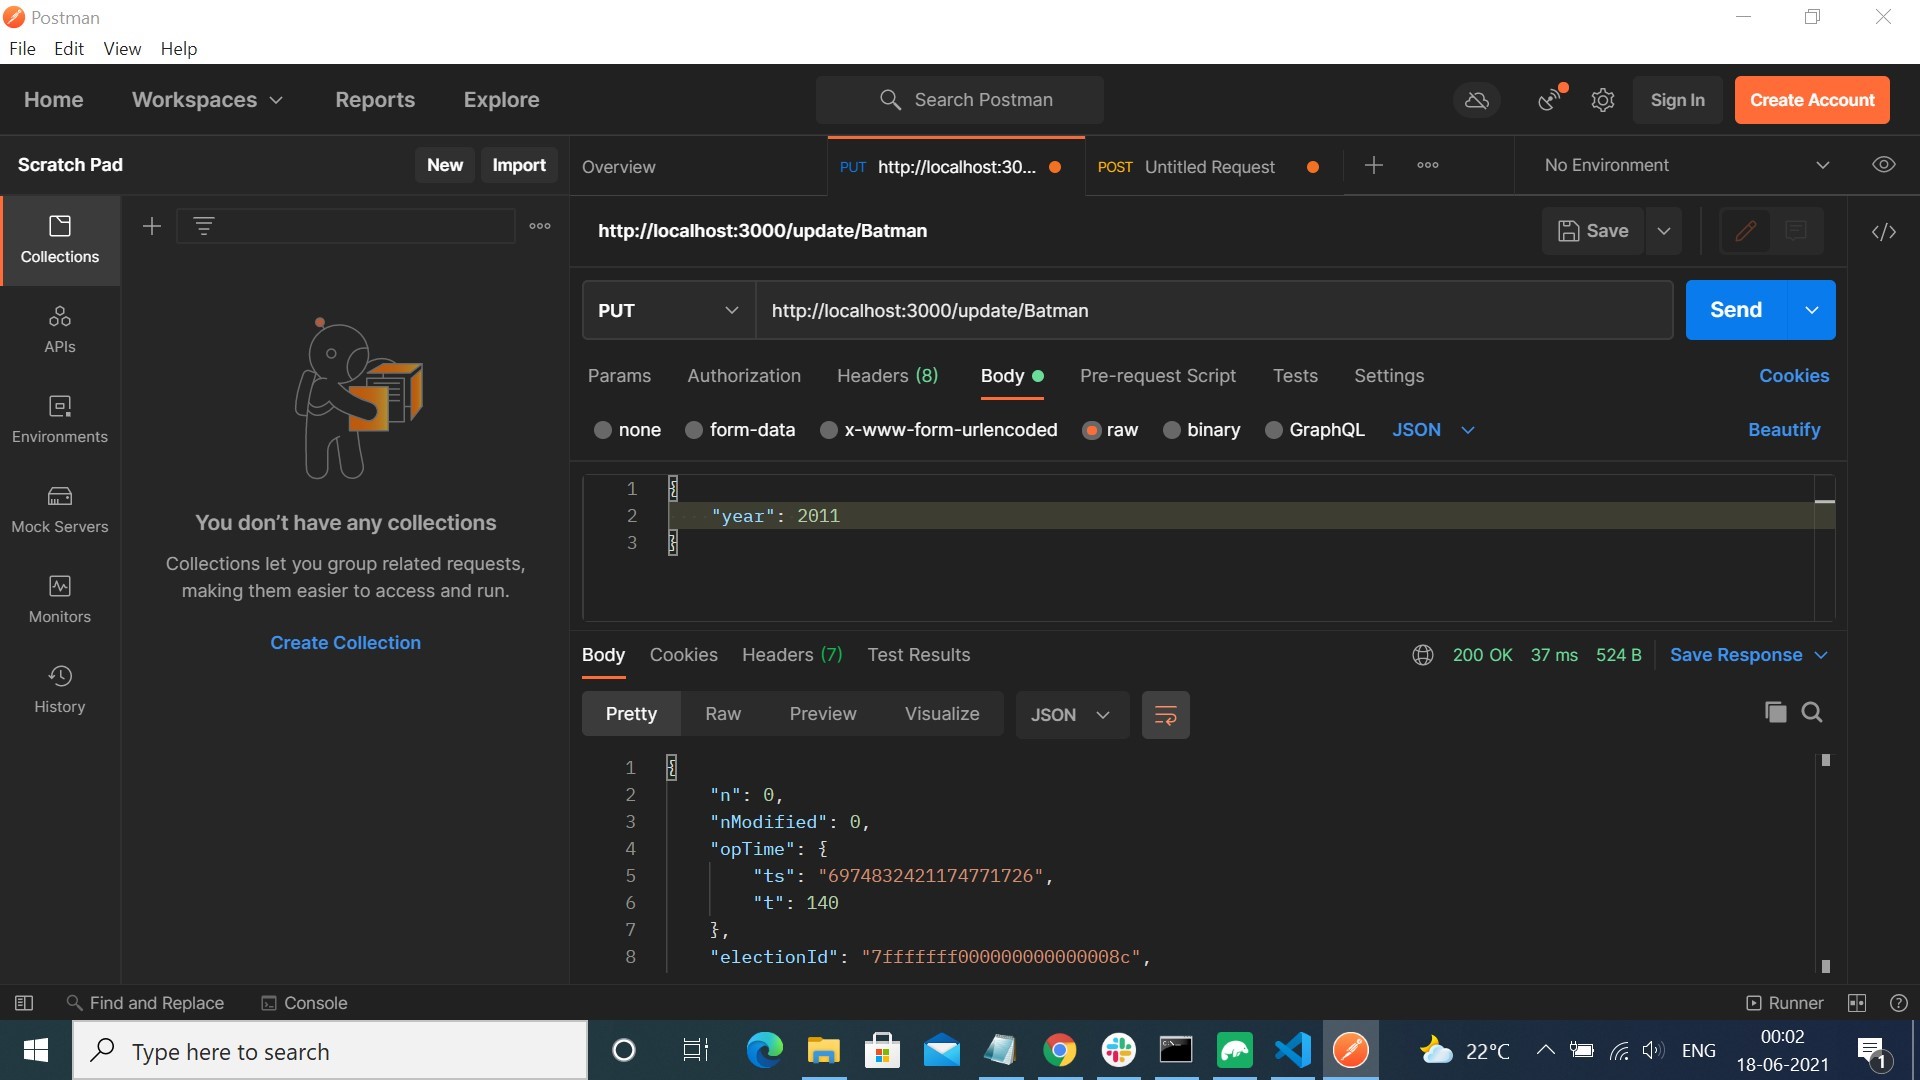 Postman
File Edit View Help
Home Workspaces Reports Explore Search Postman Sign In Create Account
Scratch Pad New Import Overview PUT http://localhost:30... POST Untitled Request No Environment
http://localhost:3000/update/Batman Save
Collections
APIs
Environments
Mock Servers
Monitors
History
You don't have any collections
Collections let you group related requests,
making them easier to access and run.
Create Collection
PUT http://localhost:3000/update/Batman Send
Params Authorization Headers (8) Body Pre-request Script Tests Settings Cookies
none form-data x-www-form-urlencoded raw binary GraphQL JSON Beautify
1 {
2 "year": 2011
3 }
Body Cookies Headers (7) Test Results 200 OK 37 ms 524 B Save Response
Pretty Raw Preview Visualize JSON
1 {
2 "n": 0,
3 "nModified": 0,
4 "opTime": {
5 "ts": "6974832421174771726",
6 "t": 140
7 },
8 "electionId": "7fffffff000000000000008c",
Find and Replace Console Runner
Type here to search 22°C ENG 00:02
18-06-2021
1